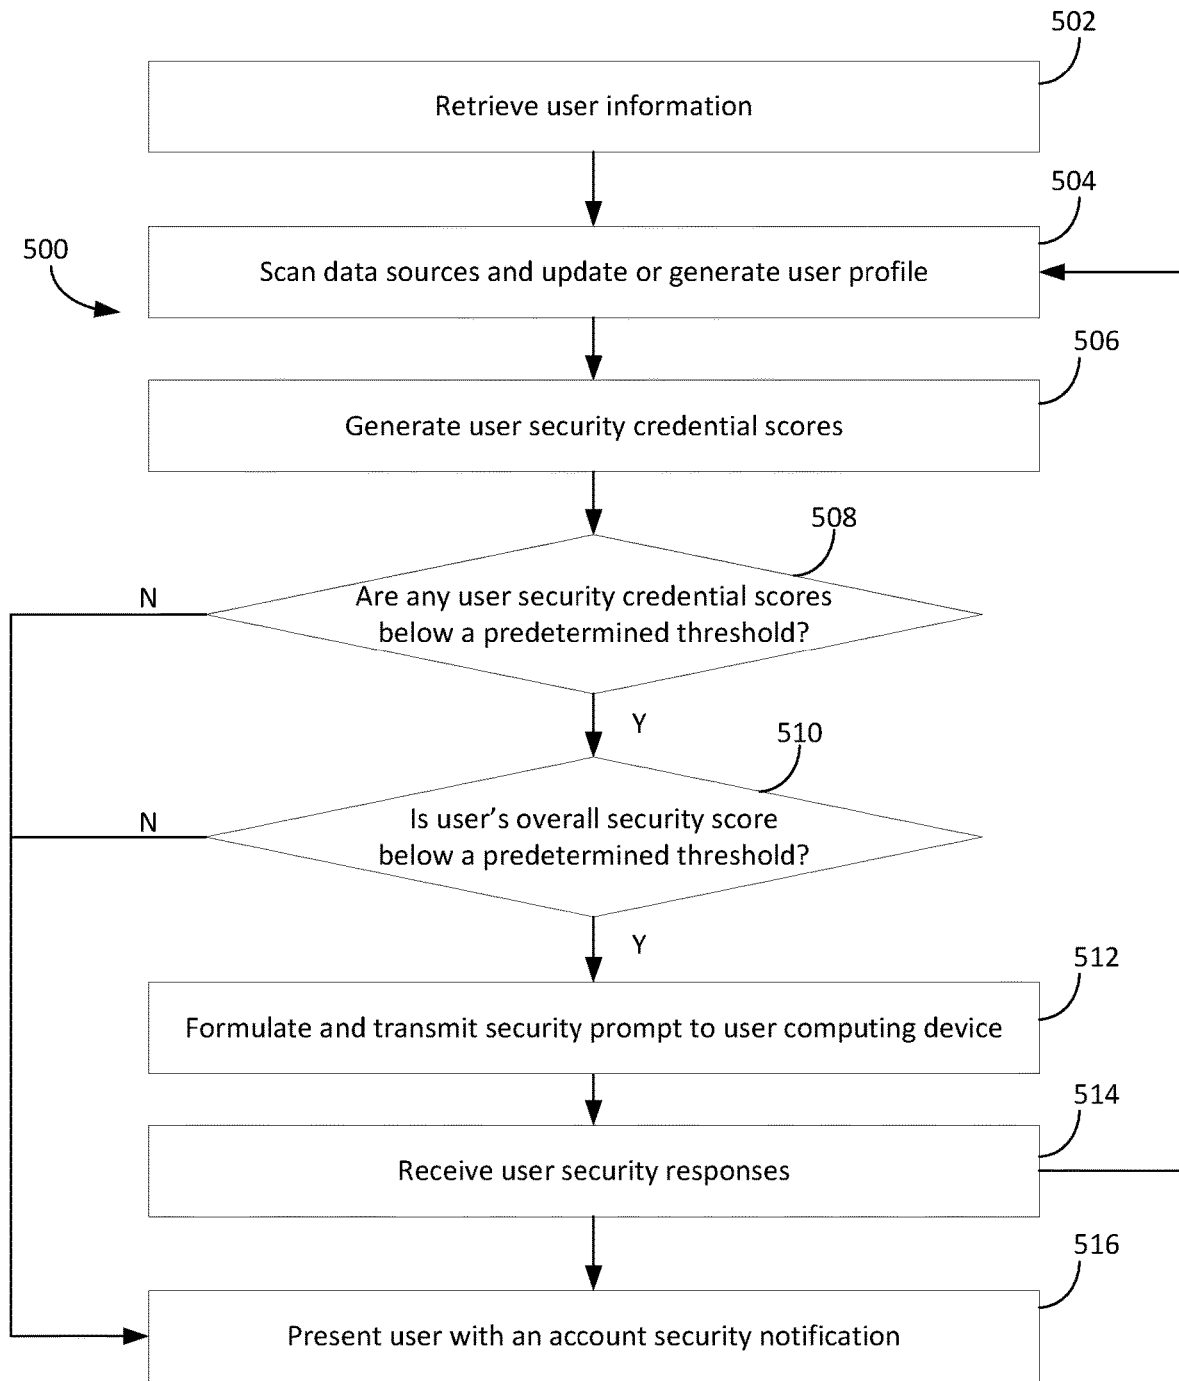 502
Retrieve user information
504
500
Scan data sources and update or generate user profile
506
Generate user security credential scores
508
N
Are any user security credential scores
below a predetermined threshold?
Y
510
N
Is user’s overall security score
below a predetermined threshold?
Y
512
Formulate and transmit security prompt to user computing device
514
Receive user security responses
516
Present user with an account security notification